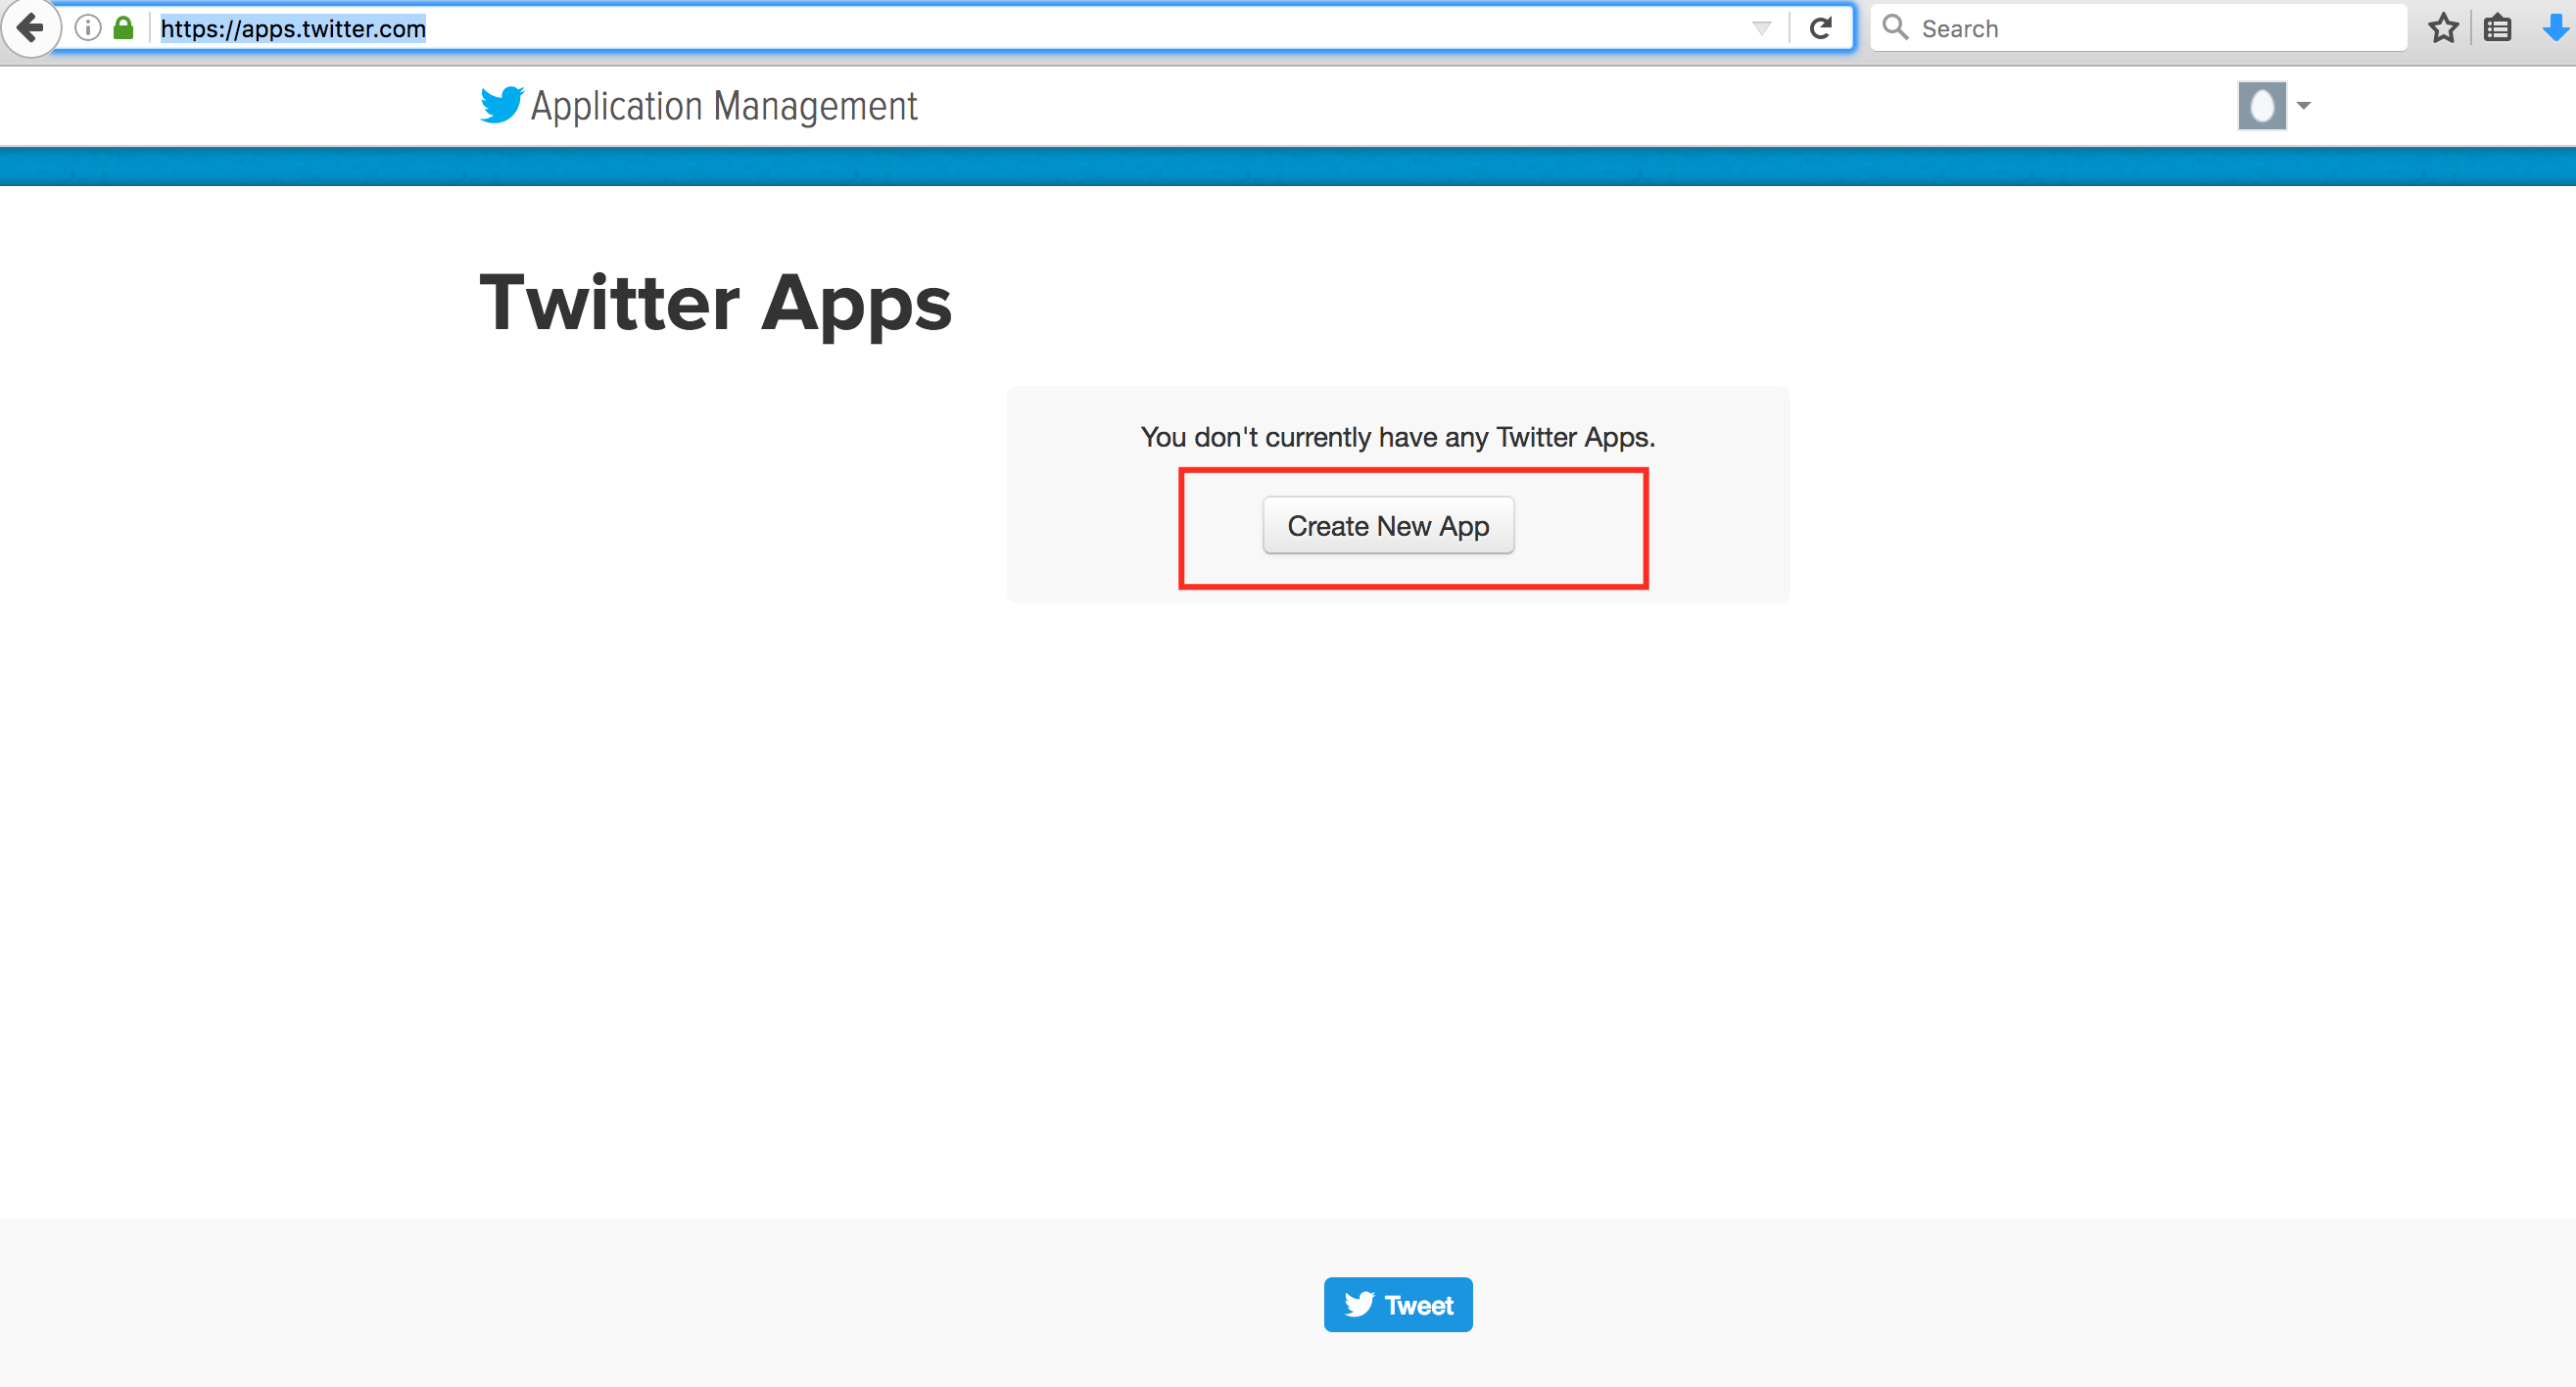 https://apps.twitter.com
Search
Application Management
Twitter Apps
You don't currently have any Twitter Apps.
Create New App
Tweet